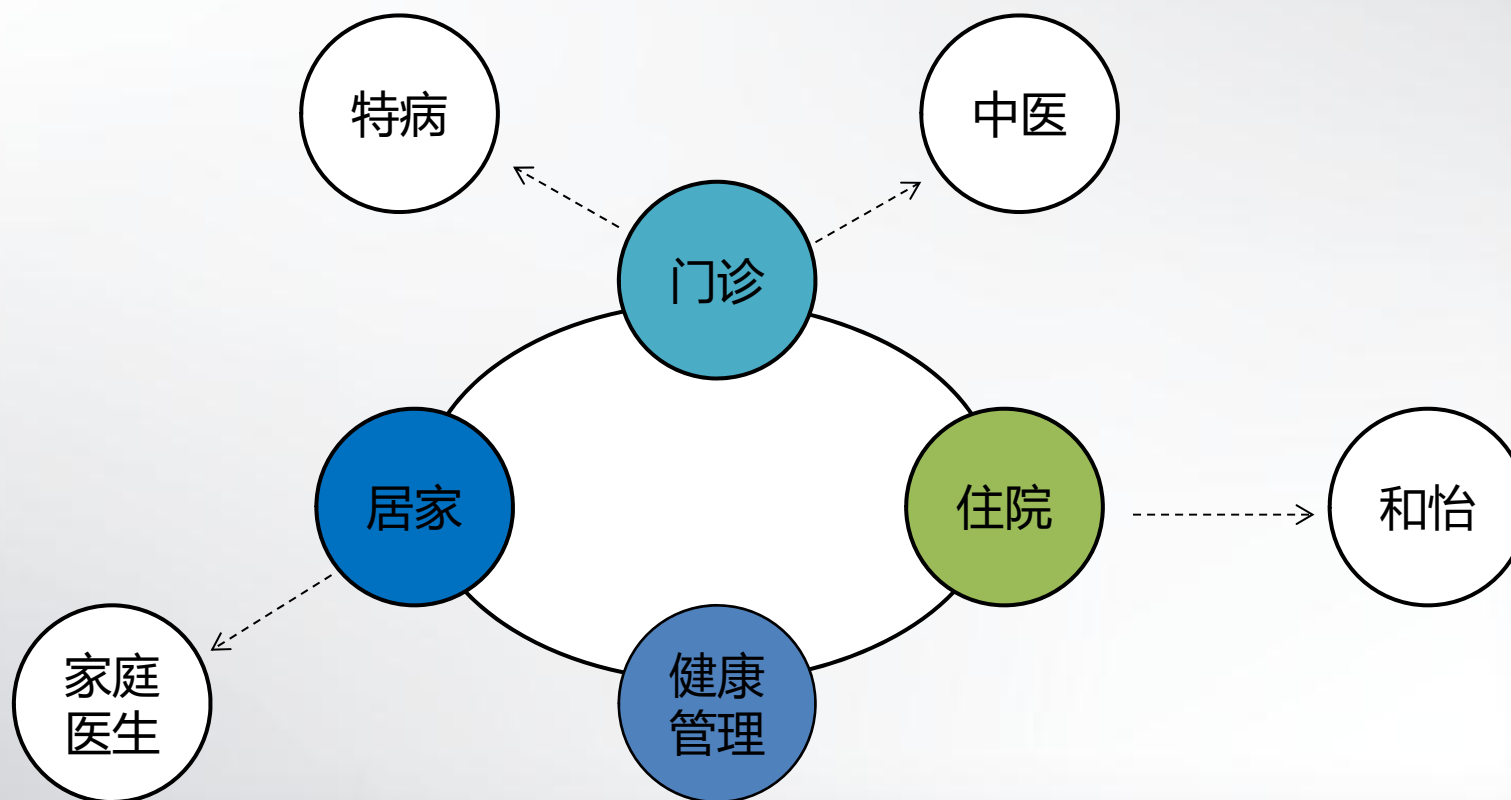 特病
中医
门诊
居家
住院
和怡
家庭
医生
健康
管理